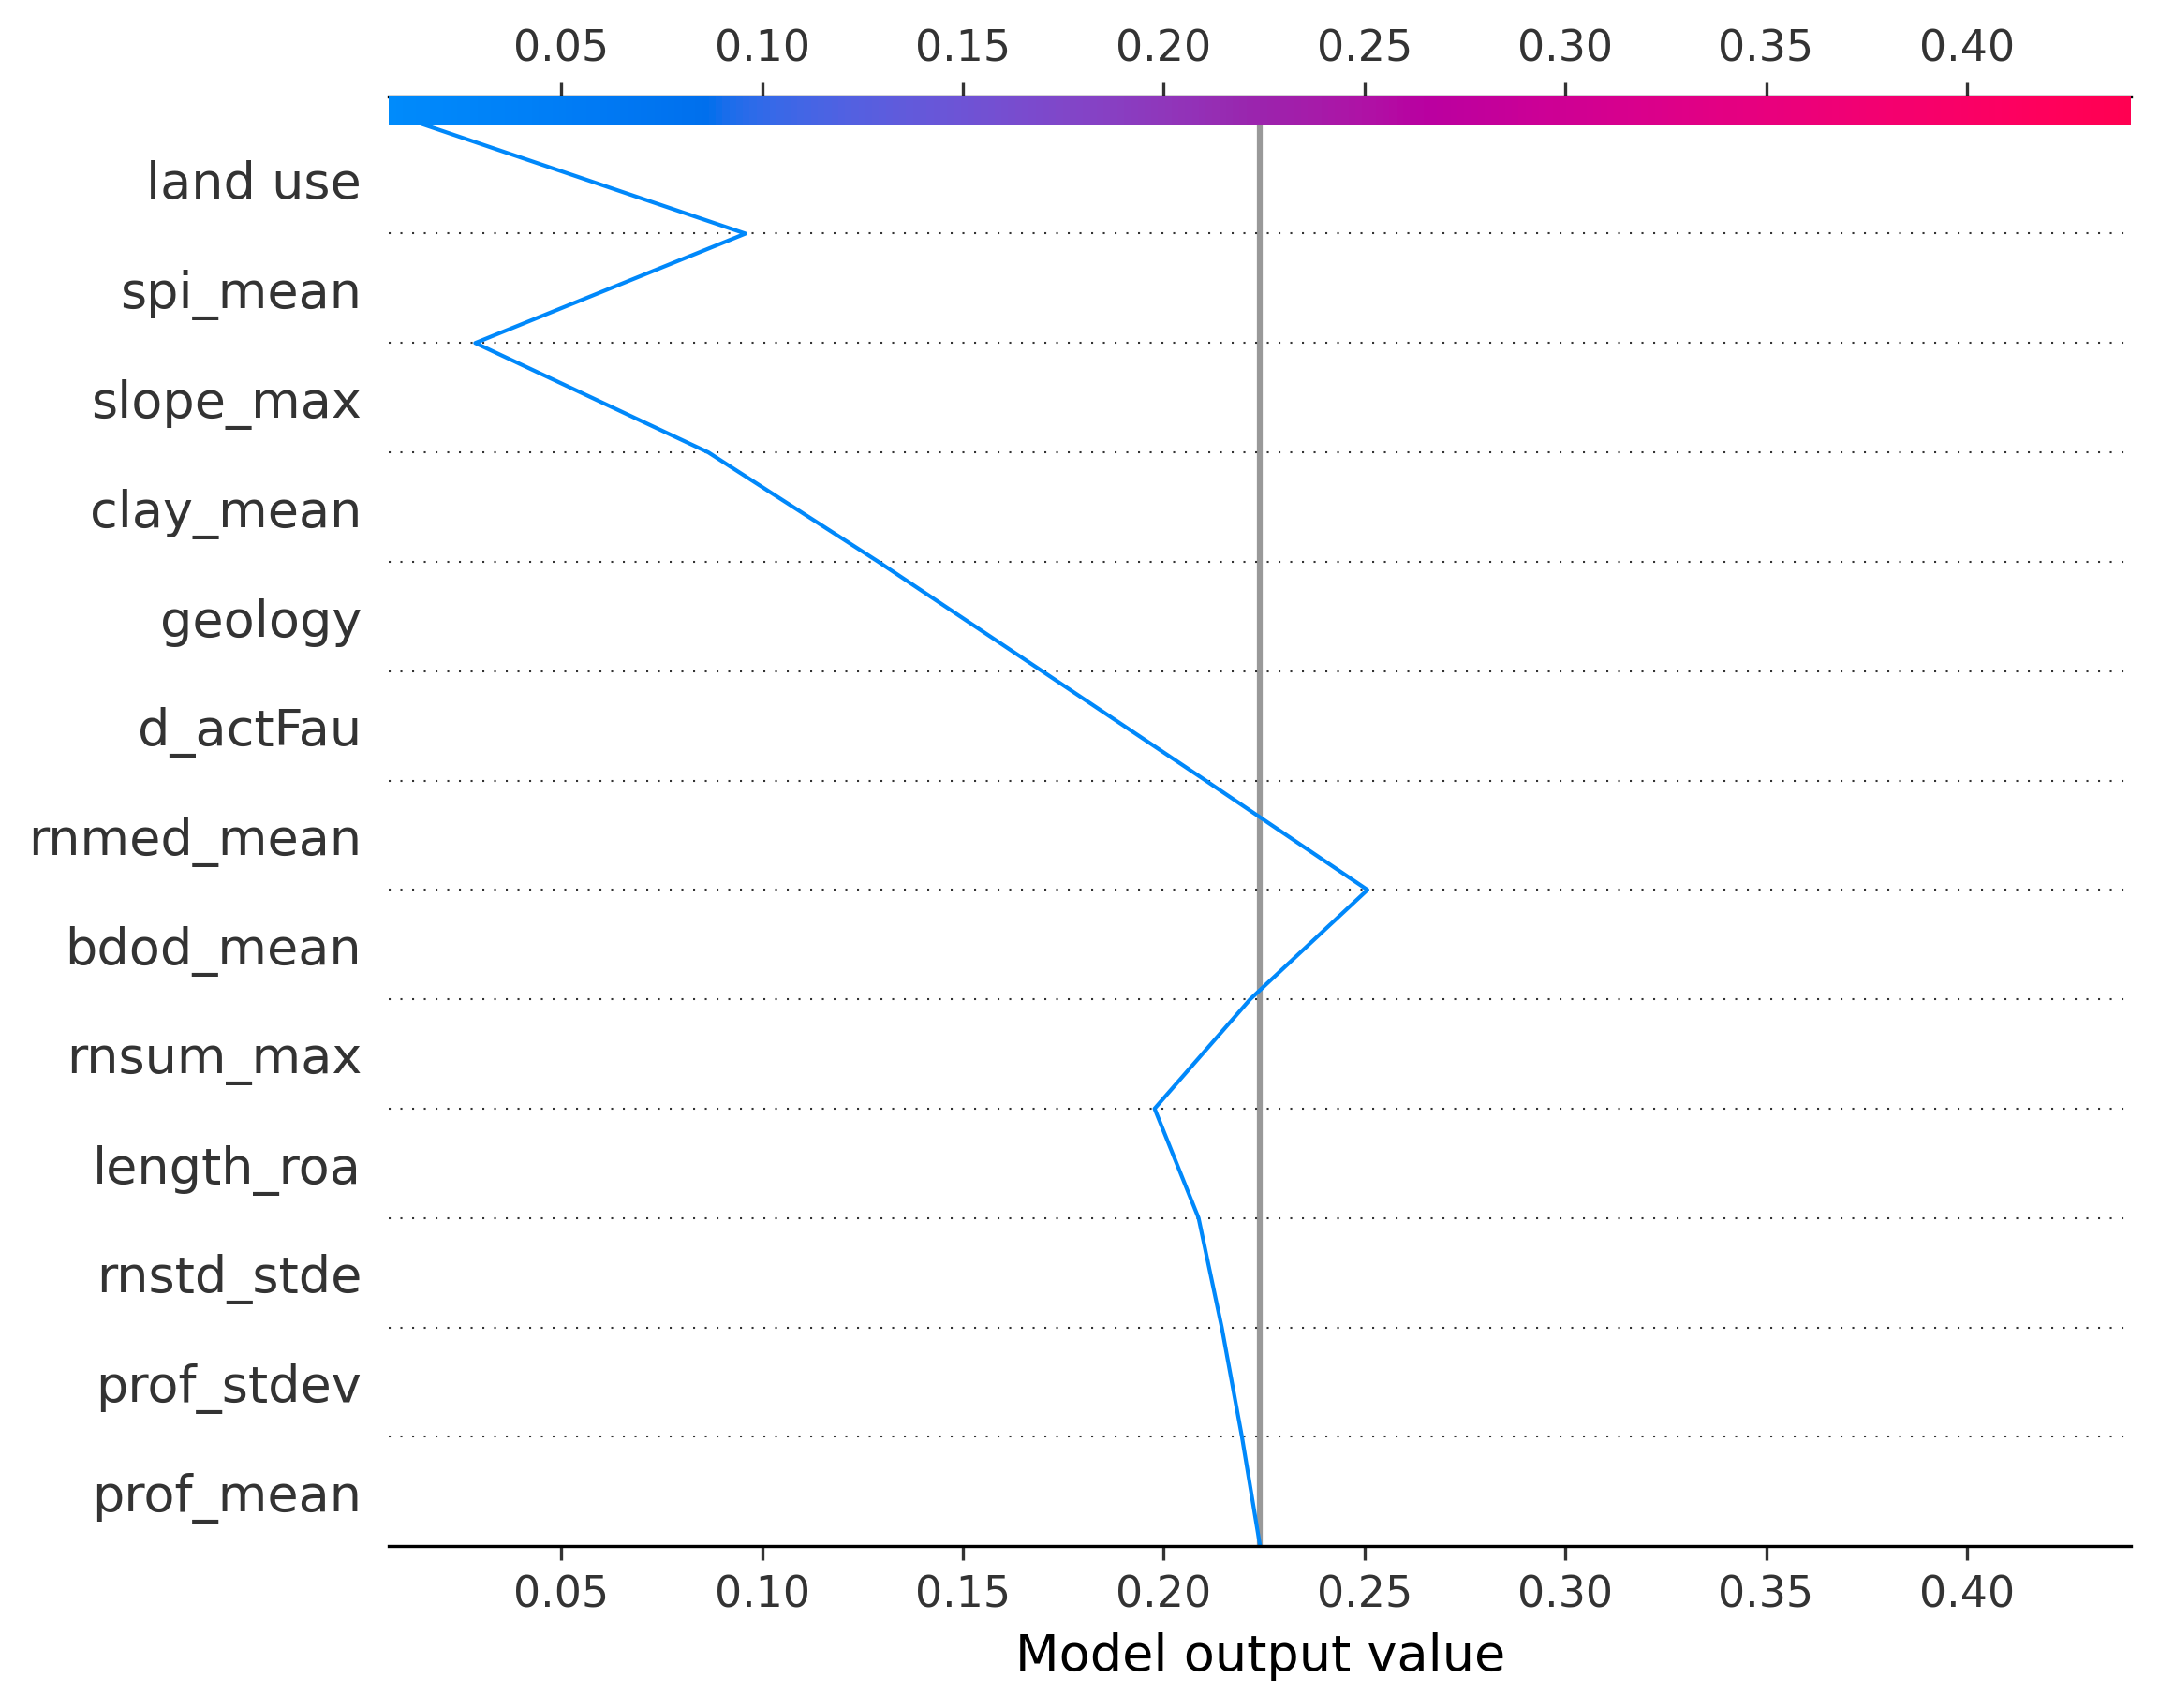 0.05 0.10 0.15 0.20 0.25 0.30 0.35 0.40
land use
spi_mean
slope_max
clay_mean
geology
d_actFau
rnmed_mean
bdod_mean
rnsum_max
length_roa
rnstd_stde
prof_stdev
prof_mean
0.05 0.10 0.15 0.20 0.25 0.30 0.35 0.40
Model output value